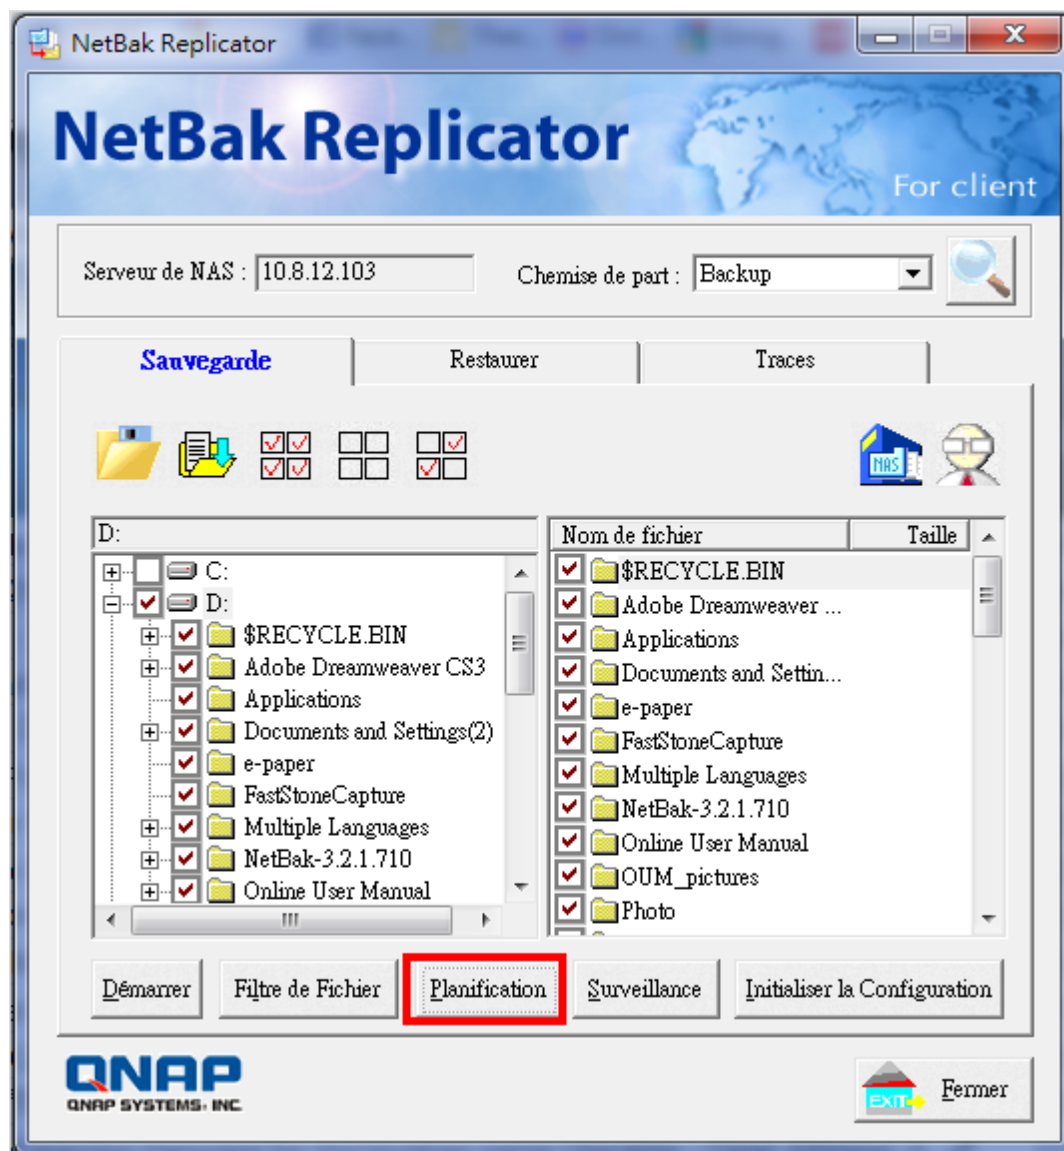 NetBak Replicator
NetBak Replicator
For client
Serveur de NAS : 10.8.12.103 Chemise de part : Backup
Sauvegarde Restaurer Traces
NAS
D:
C:
D:
$RECYCLE.BIN
Adobe Dreamweaver CS3
Applications
Documents and Settings(2)
e-paper
FastStoneCapture
Multiple Languages
NetBak-3.2.1.710
Online User Manual
Nom de fichier Taille
$RECYCLE.BIN
Adobe Dreamweaver ...
Applications
Documents and Settin...
e-paper
FastStoneCapture
Multiple Languages
NetBak-3.2.1.710
Online User Manual
OUM_pictures
Photo
Démarrer Filtre de Fichier Planification Surveillance Initialiser la Configuration
QNAP
QNAP SYSTEMS, INC.
EXIT Fermer